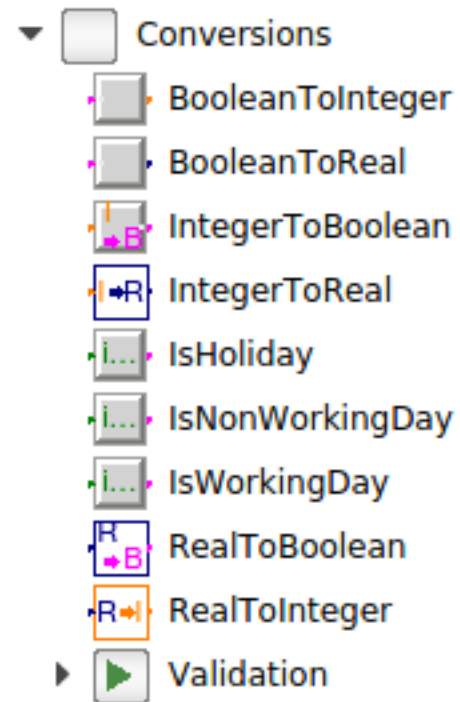 Conversions
BooleanToInteger
BooleanToReal
I B IntegerToBoolean
I R IntegerToReal
i... IsHoliday
i... IsNonWorkingDay
i... IsWorkingDay
R B RealToBoolean
R I RealToInteger
Validation